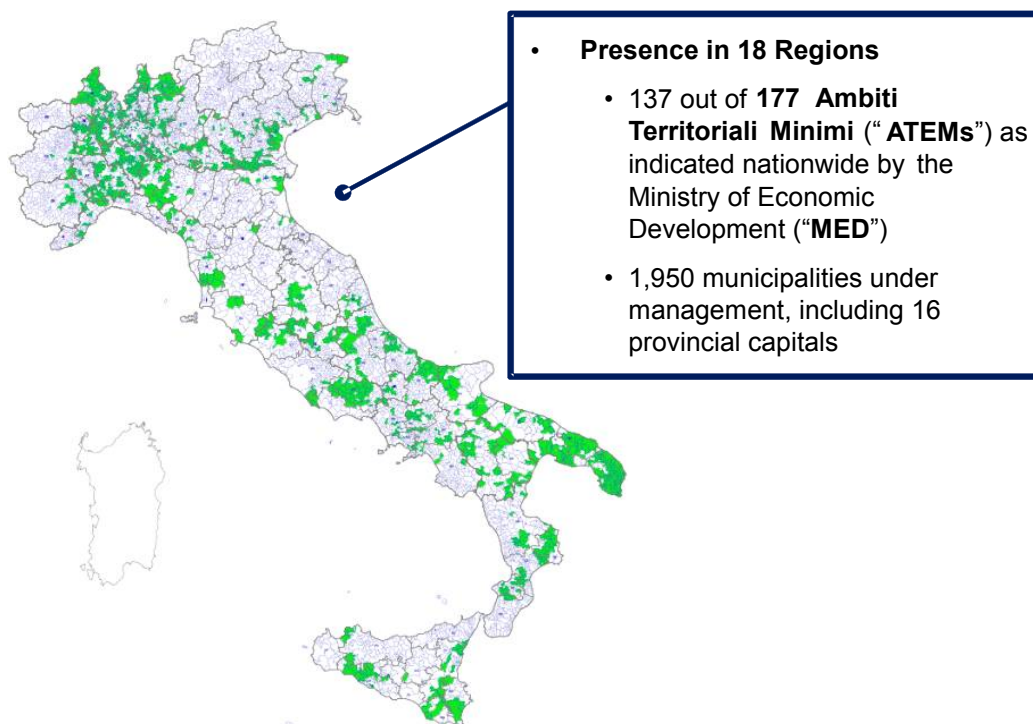 • Presence in 18 Regions
• 137 out of 177 Ambiti
Territoriali Minimi (“ ATEMs”) as
indicated nationwide by the
Ministry of Economic
Development (“MED”)
• 1,950 municipalities under
management, including 16
provincial capitals